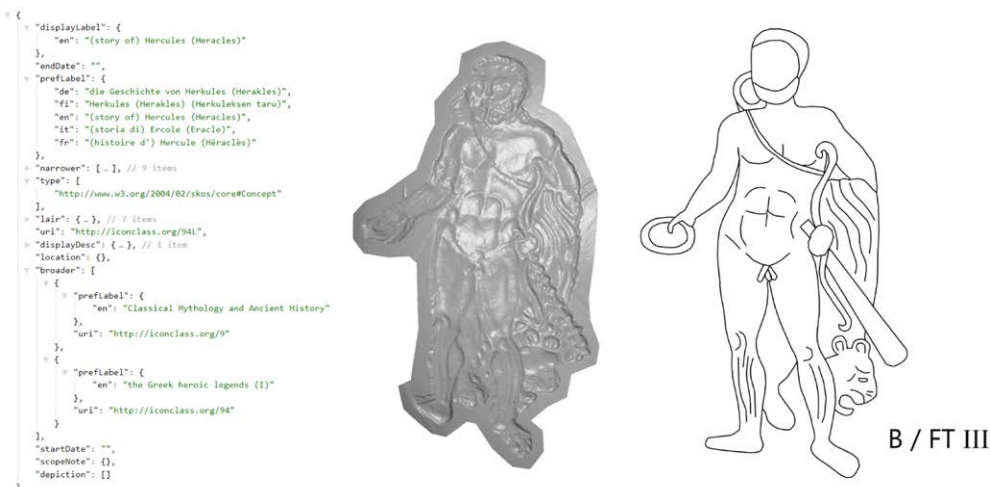 {
"displayLabel": {
"en": "(story of) Hercules (Heracles)"
},
"endDate": "",
"prefLabel": {
"de": "die Geschichte von Herkules (Herakles)",
"fi": "Herkules (Herakles) (Herkuleksen taru)",
"en": "(story of) Hercules (Heracles)",
"it": "(storia di) Ercole (Eracle)",
"fr": "(histoire d') Hercule (Héraclès)"
},
"narrower": [ … ], // 9 items
"type": [
"http://www.w3.org/2004/02/skos/core#Concept"
],
"lair": { … }, // 7 items
"uri": "http://iconclass.org/94L",
"displayDesc": { … }, // 1 item
"location": {},
"broader": [
{
"prefLabel": {
"en": "Classical Mythology and Ancient History"
},
"uri": "http://iconclass.org/9"
},
{
"prefLabel": {
"en": "the Greek heroic legends (I)"
},
"uri": "http://iconclass.org/94"
}
],
"startDate": "",
"scopeNote": {},
"depiction": []
}
B / FT III